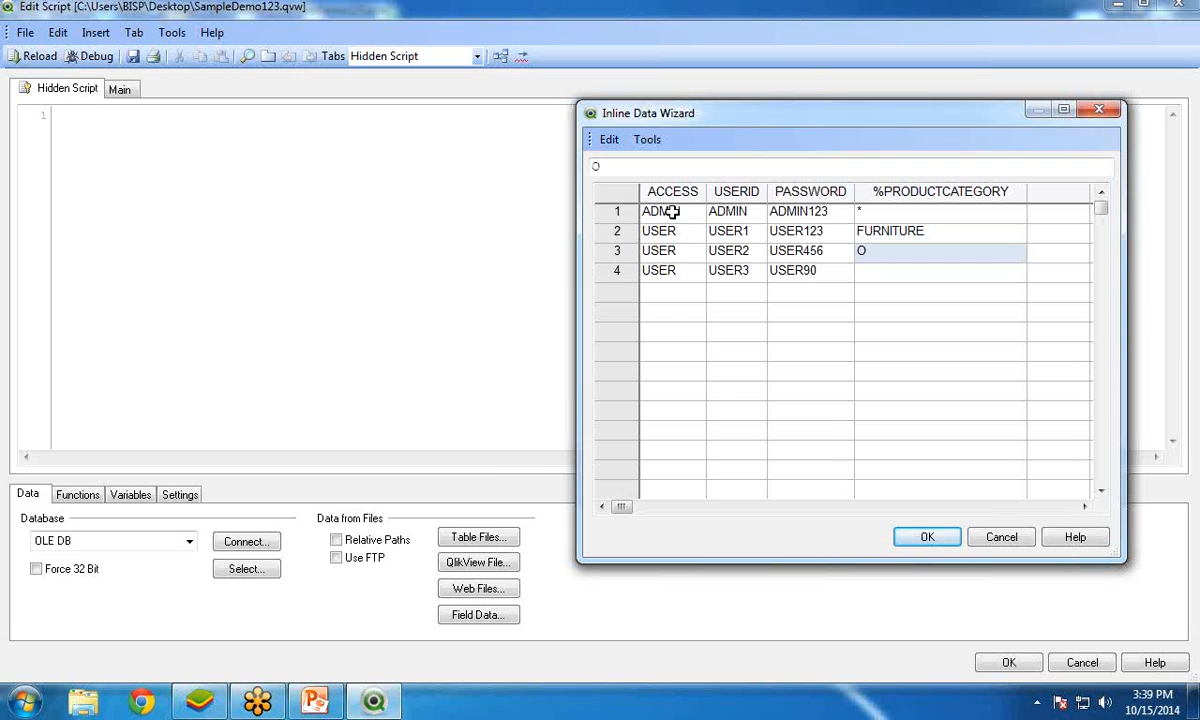 Edit Script [C:\Users\BISP\Desktop\SampleDemo123.qvw]
File Edit Insert Tab Tools Help
Reload Debug Tabs Hidden Script
Hidden Script Main
1
Inline Data Wizard
Edit Tools
O
ACCESS USERID PASSWORD %PRODUCTCATEGORY
1 ADMIN ADMIN ADMIN123 *
2 USER USER1 USER123 FURNITURE
3 USER USER2 USER456 O
4 USER USER3 USER90
OK Cancel Help
Data Functions Variables Settings
Database
OLE DB Connect...
Force 32 Bit Select...
Data from Files
Relative Paths
Use FTP
Table Files...
QlikView File...
Web Files...
Field Data...
OK Cancel Help
3:39 PM
10/15/2014